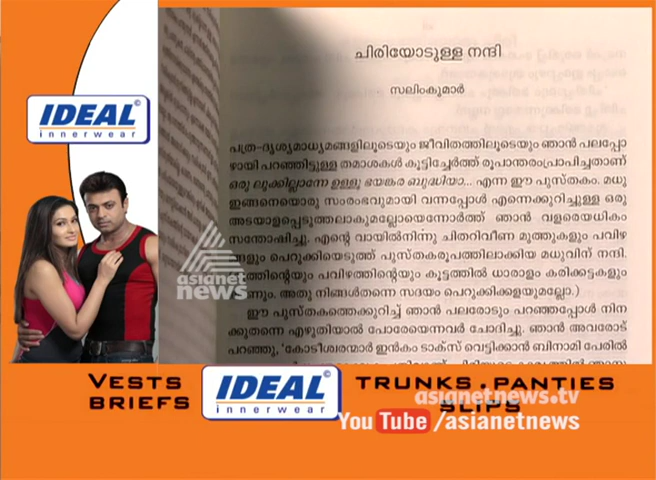 ചിരിയോടുള്ള നന്ദി
സലിംകുമാർ
പത്ര-ദൃശ്യമാധ്യമങ്ങളിലൂടെയും ജീവിതത്തിലൂടെയും ഞാൻ പലപ്പോ
ഴായി പറഞ്ഞിട്ടുള്ള തമാശകൾ കൂട്ടിച്ചേർത്ത് രൂപാന്തരംപ്രാപിച്ചതാണ്
ഒരു ലുക്കില്ലാന്നേ ഉള്ളൂ ഭയങ്കര ബുദ്ധിയാ... എന്ന ഈ പുസ്തകം. മധു
ഇങ്ങനെയൊരു സംരംഭവുമായി വന്നപ്പോൾ എന്നെക്കുറിച്ചുള്ള ഒരു
അടയാളപ്പെടുത്തലാകുമല്ലോയെന്നോർത്ത് ഞാൻ വളരെയധികം
സന്തോഷിച്ചു. എന്റെ വായിൽനിന്നു ചിതറിവീണ മുത്തുകളും പവിഴ
ങ്ങളും പെറുക്കിയെടുത്ത് പുസ്തകരൂപത്തിലാക്കിയ മധുവിന് നന്ദി.
ത്തിന്റെയും പവിഴത്തിന്റെയും കൂട്ടത്തിൽ ധാരാളം കരിക്കട്ടകളും
ണും. അതു നിങ്ങൾതന്നെ സദയം പെറുക്കിക്കളയുമല്ലോ.)
ഈ പുസ്തകത്തെക്കുറിച്ച് ഞാൻ പലരോടും പറഞ്ഞപ്പോൾ നിന
ക്കുതന്നെ എഴുതിയാൽ പോരേയെന്നവർ ചോദിച്ചു. ഞാൻ അവരോട്
പറഞ്ഞു, 'കോടീശ്വരന്മാർ ഇൻകം ടാക്സ് വെട്ടിക്കാൻ ബിനാമി പേരിൽ
IDEAL
innerwear
asianet
news
VESTS
BRIEFS
IDEAL
innerwear
TRUNKS . PANTIES
SLIPS
asianetnews.tv
YouTube /asianetnews